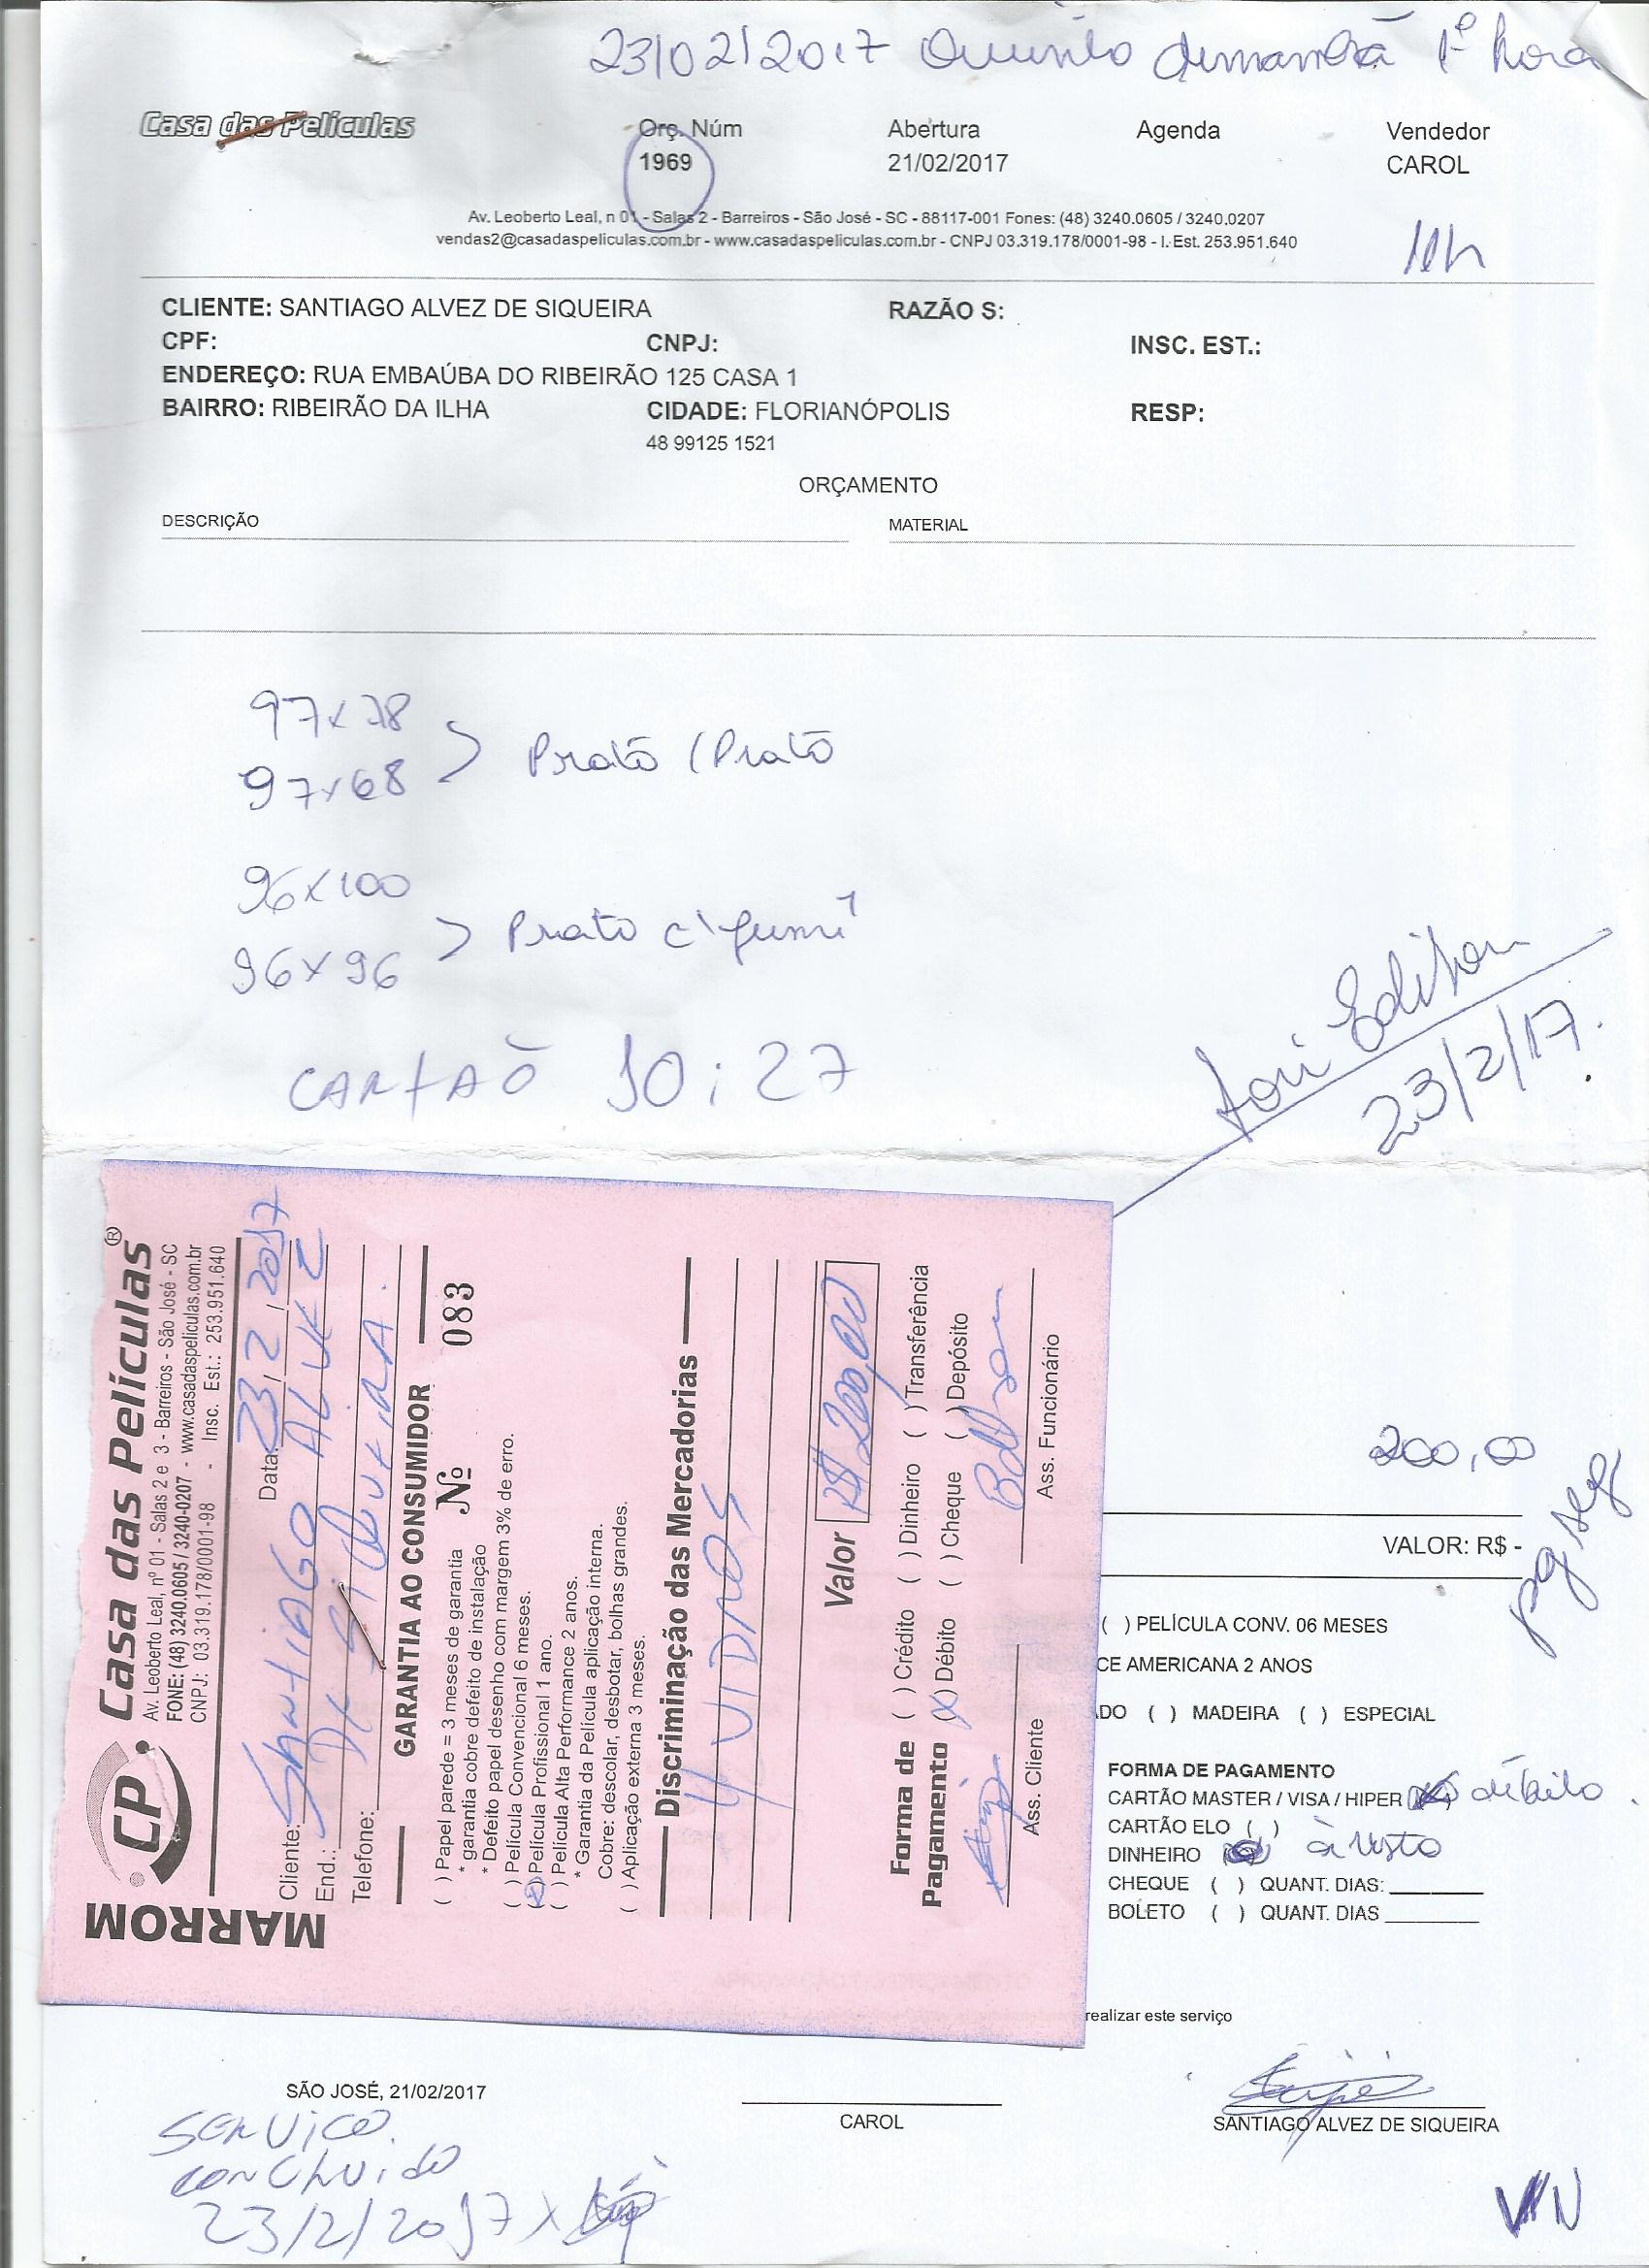 23/02/2017 de manhã 1ª hora
Casa das Películas
Orç. Núm Abertura Agenda Vendedor
1969 21/02/2017 CAROL
Av. Leoberto Leal, n 01 - Salas 2 - Barreiros - São José - SC - 88117-001 Fones: (48) 3240.0605 / 3240.0207
vendas2@casadaspeliculas.com.br - www.casadaspeliculas.com.br - CNPJ 03.319.178/0001-98 - I. Est. 253.951.640
CLIENTE: SANTIAGO ALVEZ DE SIQUEIRA RAZÃO S:
CPF: CNPJ: INSC. EST.:
ENDEREÇO: RUA EMBAÚBA DO RIBEIRÃO 125 CASA 1
BAIRRO: RIBEIRÃO DA ILHA CIDADE: FLORIANÓPOLIS RESP:
48 99125 1521
ORÇAMENTO
DESCRIÇÃO MATERIAL
97x78
97x68 > Prata / Prata
96x100
96x96 > Prata c/ fumê
CARTAÕ 10:27
Edilson
23/2/17.
MARROM
CP. Casa das Películas ®
Av. Leoberto Leal, nº 01 - Salas 2 e 3 - Barreiros - São José - SC
FONE: (48) 3240.0605 / 3240-0207 - www.casadaspeliculas.com.br
CNPJ: 03.319.178/0001-98 - Insc. Est.: 253.951.640
Data: 23/2/2017
Cliente: SANTIAGO ALVEZ
End.: DE SIQUEIRA.
Telefone:
GARANTIA AO CONSUMIDOR
( ) Papel parede = 3 meses de garantia Nº 083
* garantia cobre defeito de instalação
* Defeito papel desenho com margem 3% de erro.
( ) Película Convencional 6 meses.
(x) Película Profissional 1 ano.
( ) Película Alta Performance 2 anos.
* Garantia da Película aplicação interna.
Cobre: descolar, desbotar, bolhas grandes.
( ) Aplicação externa 3 meses.
Discriminação das Mercadorias
4 VIDROS
Valor R$ 200,00
Forma de Pagamento ( ) Crédito ( ) Dinheiro ( ) Transferência
(X) Débito ( ) Cheque ( ) Depósito
Ass. Cliente Ass. Funcionário
200,00
VALOR: R$ -
pg seg
( ) PELÍCULA CONV. 06 MESES
CE AMERICANA 2 ANOS
DO ( ) MADEIRA ( ) ESPECIAL
FORMA DE PAGAMENTO
CARTÃO MASTER / VISA / HIPER (X) débito.
CARTÃO ELO ( )
DINHEIRO à vista
CHEQUE ( ) QUANT. DIAS:
BOLETO ( ) QUANT. DIAS
realizar este serviço
SÃO JOSÉ, 21/02/2017
CAROL
SANTIAGO ALVEZ DE SIQUEIRA
SERVIÇO
CONCLUIDO
23/2/2017 x